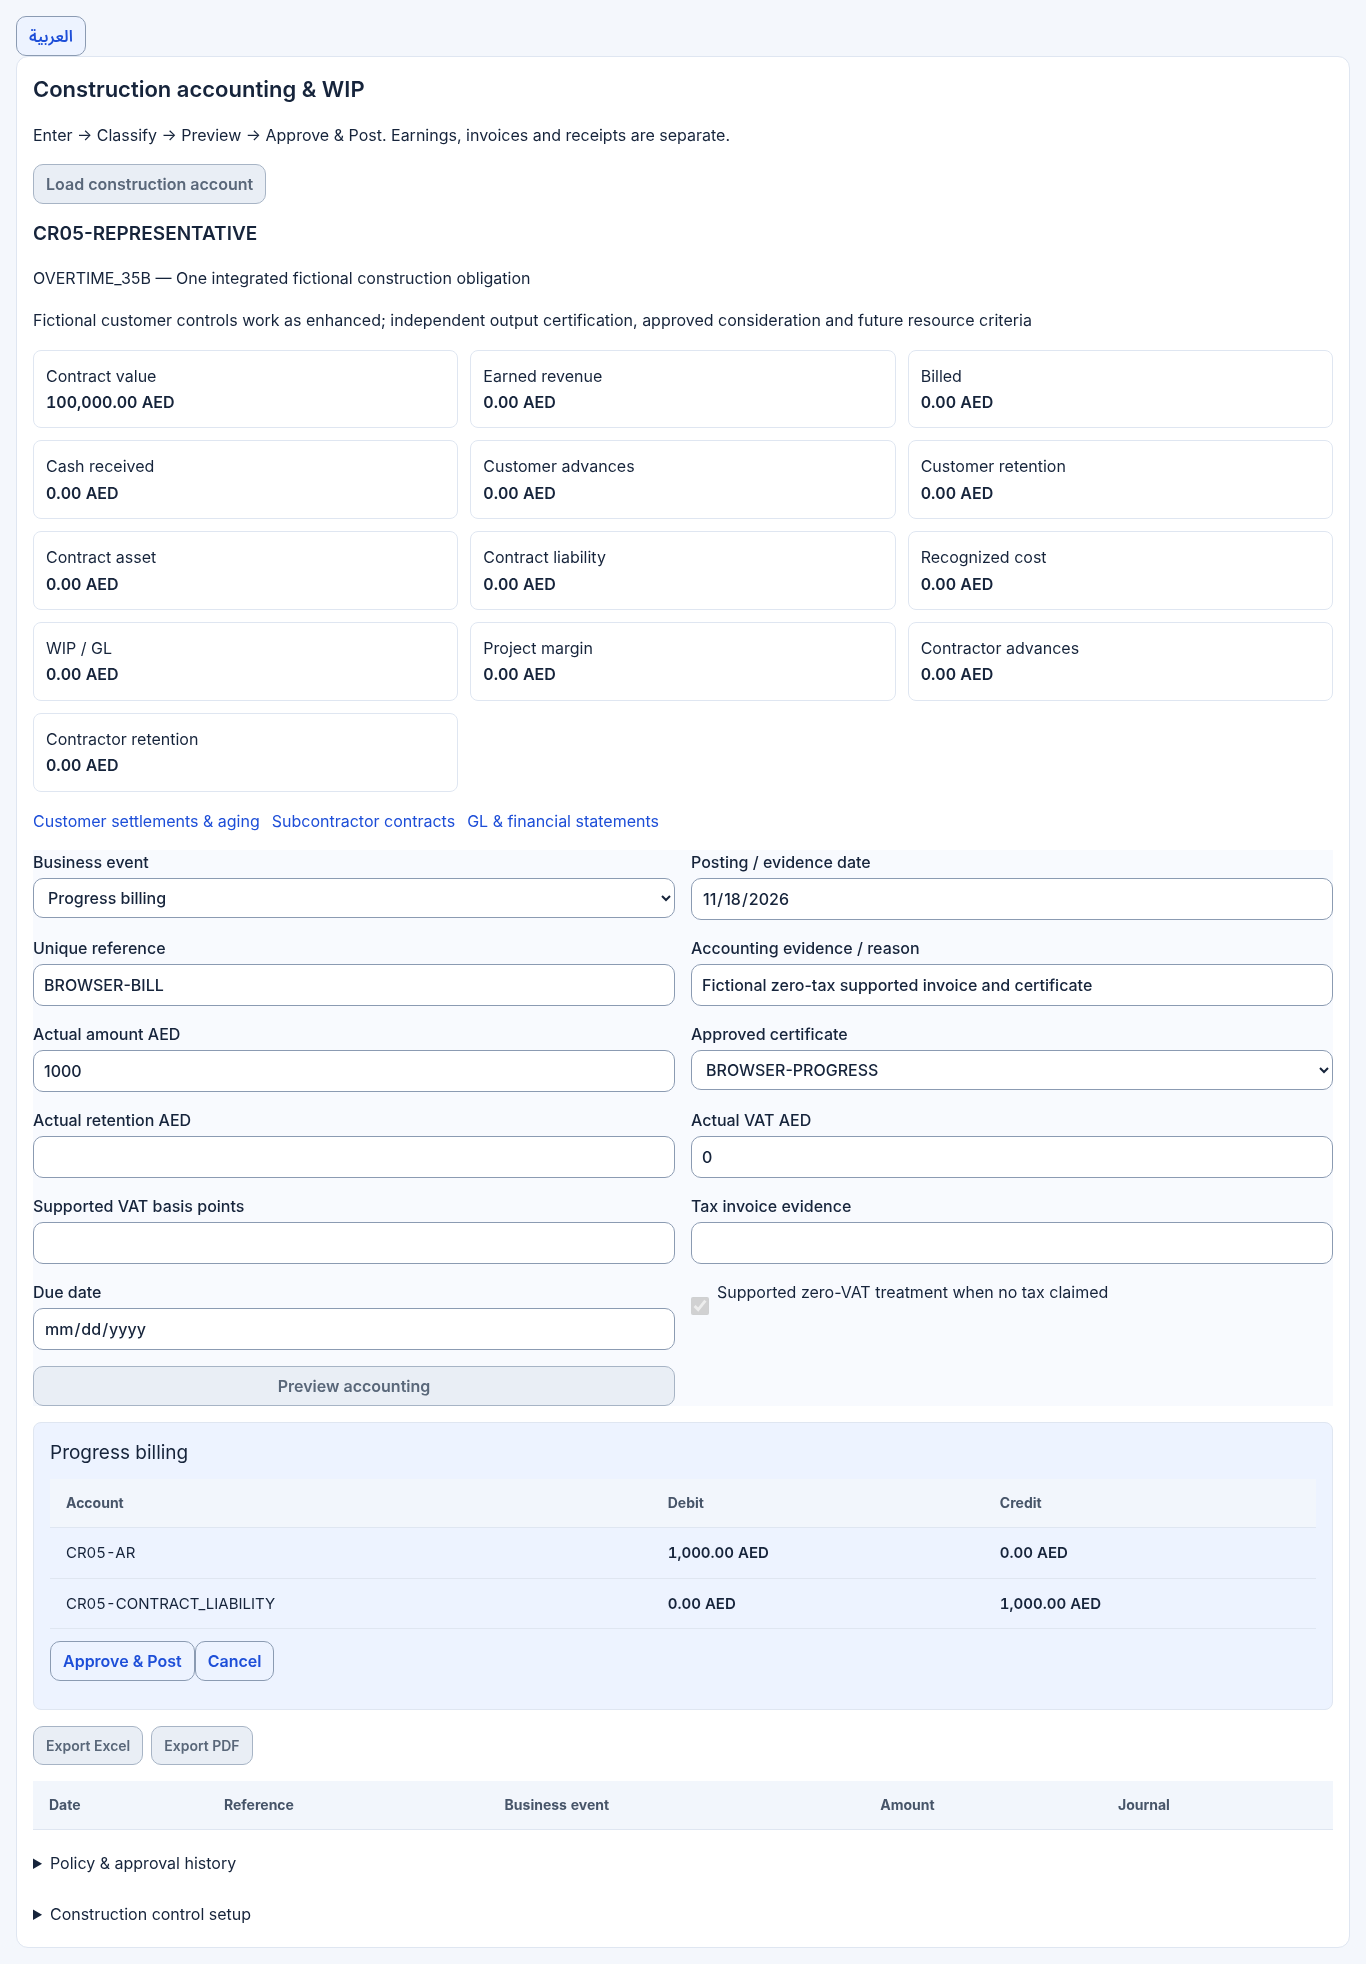 العربية
Construction accounting & WIP
Enter → Classify → Preview → Approve & Post. Earnings, invoices and receipts are separate.
Load construction account
CR05-REPRESENTATIVE
OVERTIME_35B — One integrated fictional construction obligation
Fictional customer controls work as enhanced; independent output certification, approved consideration and future resource criteria
Contract value
100,000.00 AED
Earned revenue
0.00 AED
Billed
0.00 AED
Cash received
0.00 AED
Customer advances
0.00 AED
Customer retention
0.00 AED
Contract asset
0.00 AED
Contract liability
0.00 AED
Recognized cost
0.00 AED
WIP / GL
0.00 AED
Project margin
0.00 AED
Contractor advances
0.00 AED
Contractor retention
0.00 AED
Customer settlements & aging Subcontractor contracts GL & financial statements
Business event
Progress billing
Posting / evidence date
11/18/2026
Unique reference
BROWSER-BILL
Accounting evidence / reason
Fictional zero-tax supported invoice and certificate
Actual amount AED
1000
Approved certificate
BROWSER-PROGRESS
Actual retention AED
Actual VAT AED
0
Supported VAT basis points
Tax invoice evidence
Due date
mm/dd/yyyy
Supported zero-VAT treatment when no tax claimed
Preview accounting
Progress billing
Account Debit Credit
CR05-AR 1,000.00 AED 0.00 AED
CR05-CONTRACT_LIABILITY 0.00 AED 1,000.00 AED
Approve & Post Cancel
Export Excel Export PDF
Date Reference Business event Amount Journal
Policy & approval history
Construction control setup